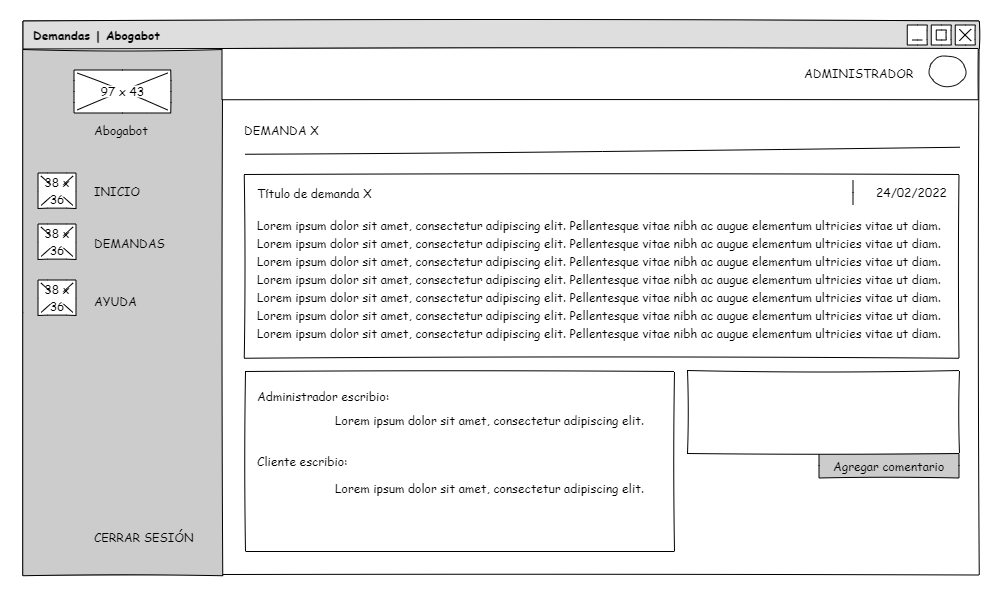 Demandas | Abogabot
97 x 43
Abogabot
38 x
36
INICIO
38 x
36
DEMANDAS
38 x
36
AYUDA
CERRAR SESIÓN
ADMINISTRADOR
DEMANDA X
Título de demanda X
24/02/2022
Lorem ipsum dolor sit amet, consectetur adipiscing elit. Pellentesque vitae nibh ac augue elementum ultricies vitae ut diam.
Lorem ipsum dolor sit amet, consectetur adipiscing elit. Pellentesque vitae nibh ac augue elementum ultricies vitae ut diam.
Lorem ipsum dolor sit amet, consectetur adipiscing elit. Pellentesque vitae nibh ac augue elementum ultricies vitae ut diam.
Lorem ipsum dolor sit amet, consectetur adipiscing elit. Pellentesque vitae nibh ac augue elementum ultricies vitae ut diam.
Lorem ipsum dolor sit amet, consectetur adipiscing elit. Pellentesque vitae nibh ac augue elementum ultricies vitae ut diam.
Lorem ipsum dolor sit amet, consectetur adipiscing elit. Pellentesque vitae nibh ac augue elementum ultricies vitae ut diam.
Lorem ipsum dolor sit amet, consectetur adipiscing elit. Pellentesque vitae nibh ac augue elementum ultricies vitae ut diam.
Administrador escribio:
Lorem ipsum dolor sit amet, consectetur adipiscing elit.
Cliente escribio:
Lorem ipsum dolor sit amet, consectetur adipiscing elit.
Agregar comentario